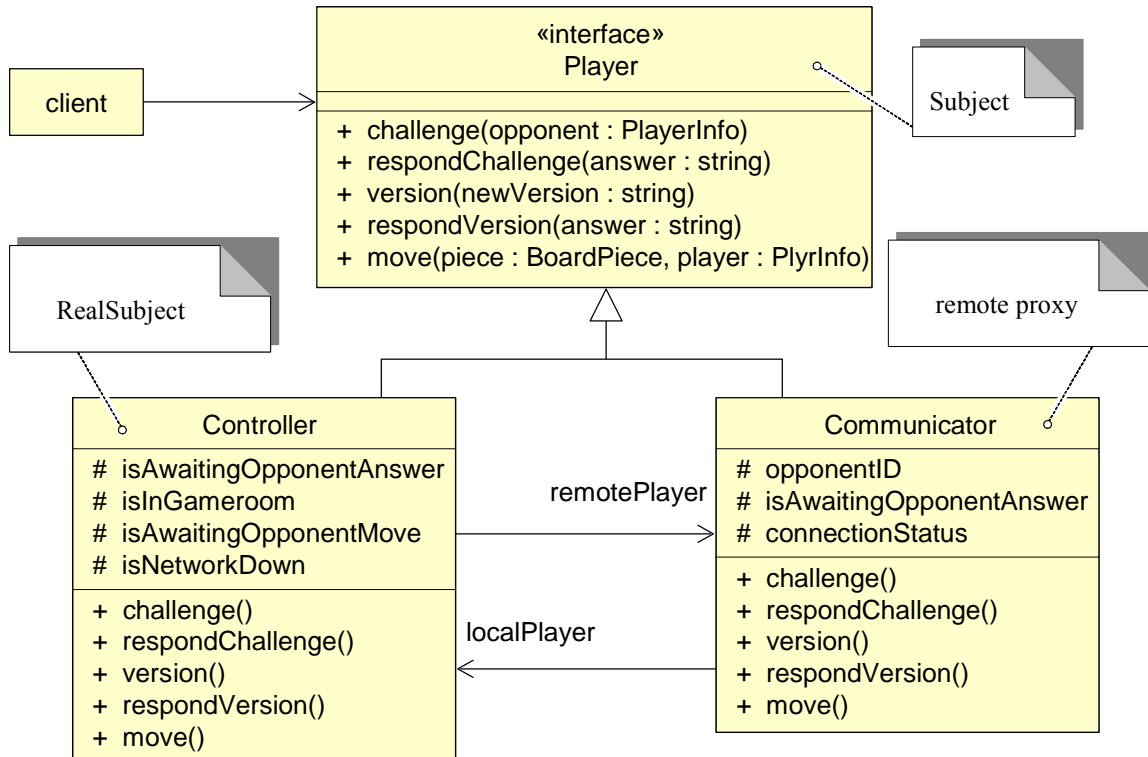 «interface»
Player
client
Subject
+ challenge(opponent : PlayerInfo)
+ respondChallenge(answer : string)
+ version(newVersion : string)
+ respondVersion(answer : string)
+ move(piece : BoardPiece, player : PlyrInfo)
RealSubject
remote proxy
Controller
# isAwaitingOpponentAnswer
# isInGameroom
# isAwaitingOpponentMove
# isNetworkDown
+ challenge()
+ respondChallenge()
+ version()
+ respondVersion()
+ move()
remotePlayer
localPlayer
Communicator
# opponentID
# isAwaitingOpponentAnswer
# connectionStatus
+ challenge()
+ respondChallenge()
+ version()
+ respondVersion()
+ move()